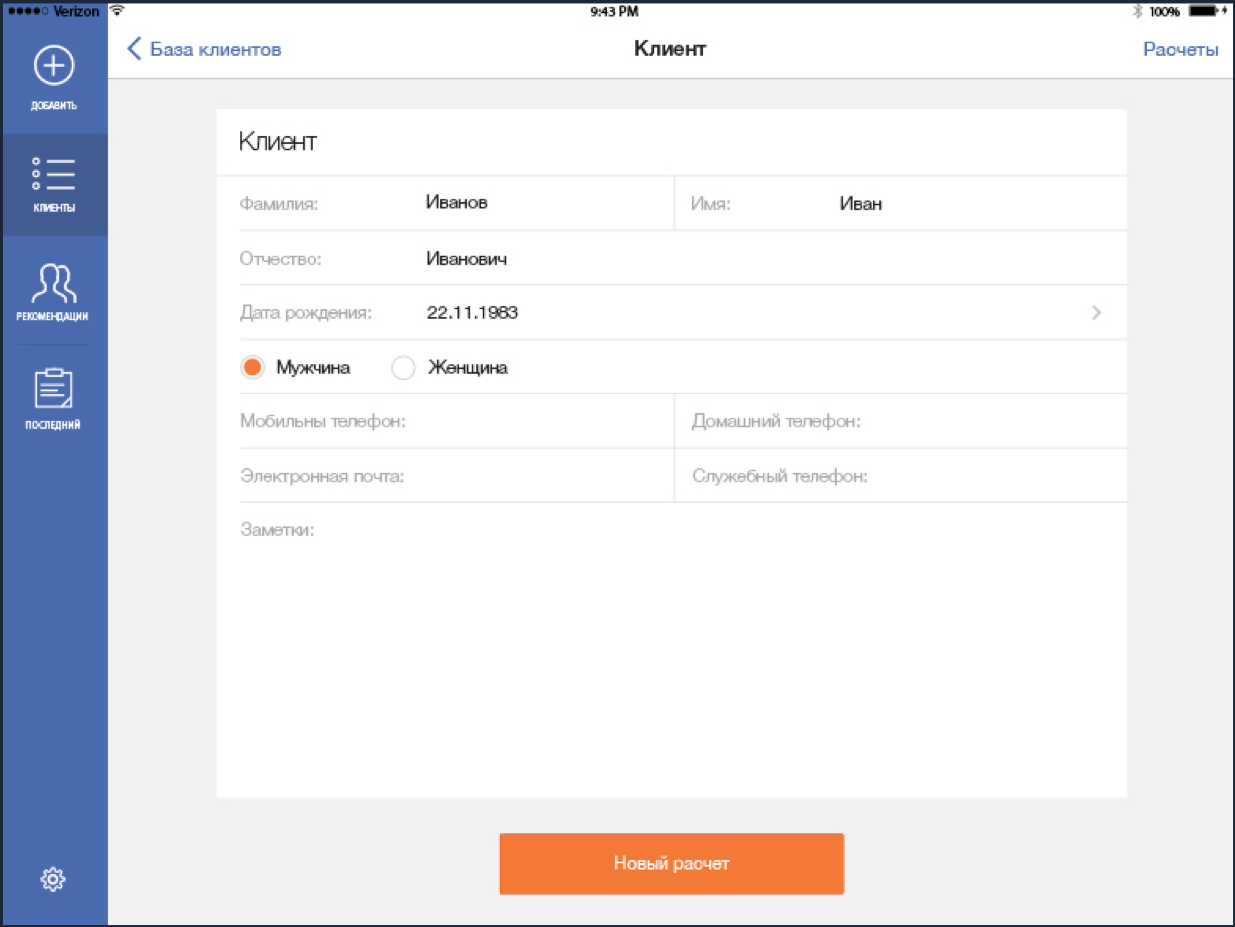 Verizon 9:43 PM 100%
База клиентов Клиент Расчеты
ДОБАВИТЬ
КЛИЕНТЫ
РЕКОМЕНДАЦИИ
ПОСЛЕДНИЙ
Клиент
Фамилия: Иванов Имя: Иван
Отчество: Иванович
Дата рождения: 22.11.1983
Мужчина Женщина
Мобильны телефон: Домашний телефон:
Электронная почта: Служебный телефон:
Заметки:
Новый расчет